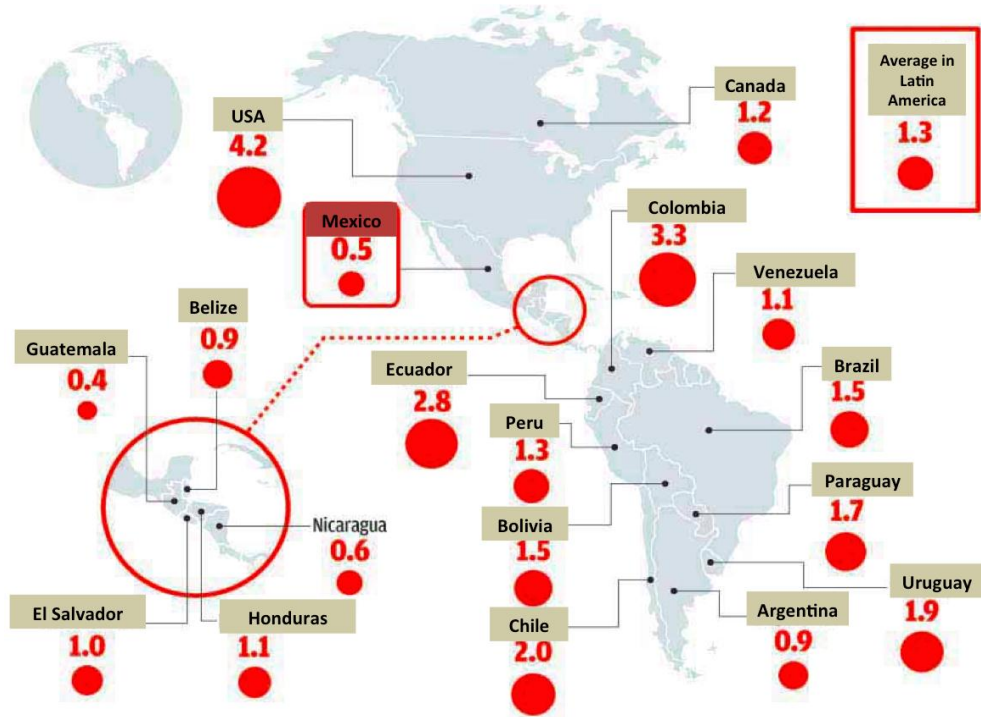 USA
4.2
Canada
1.2
Average in
Latin
America
1.3
Mexico
0.5
Colombia
3.3
Venezuela
1.1
Belize
0.9
Guatemala
0.4
Ecuador
2.8
Brazil
1.5
Peru
1.3
Paraguay
1.7
Bolivia
1.5
Nicaragua
0.6
Uruguay
1.9
El Salvador
1.0
Honduras
1.1
Chile
2.0
Argentina
0.9